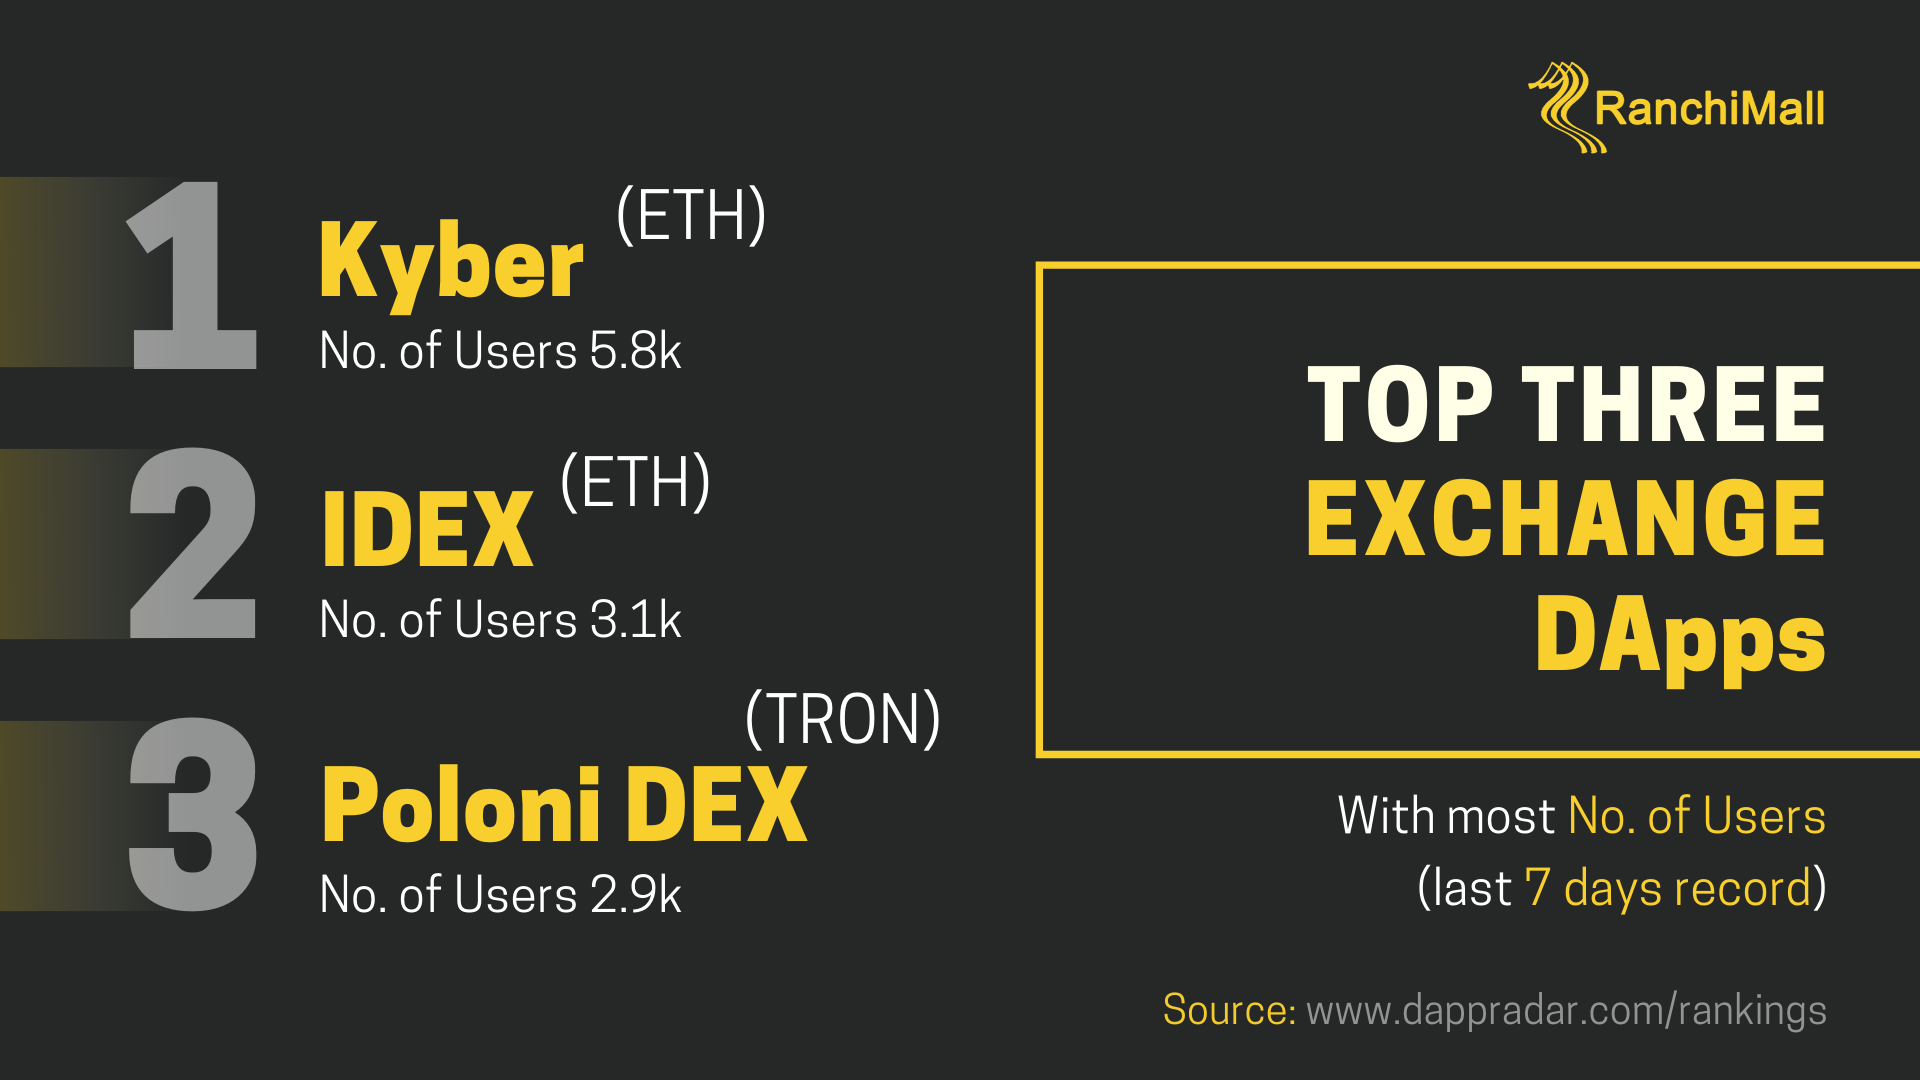 RanchiMall
1
Kyber (ETH)
No. of Users 5.8k
2
IDEX (ETH)
No. of Users 3.1k
3
(TRON)
Poloni DEX
No. of Users 2.9k
TOP THREE
EXCHANGE
DApps
With most No. of Users
(last 7 days record)
Source: www.dappradar.com/rankings